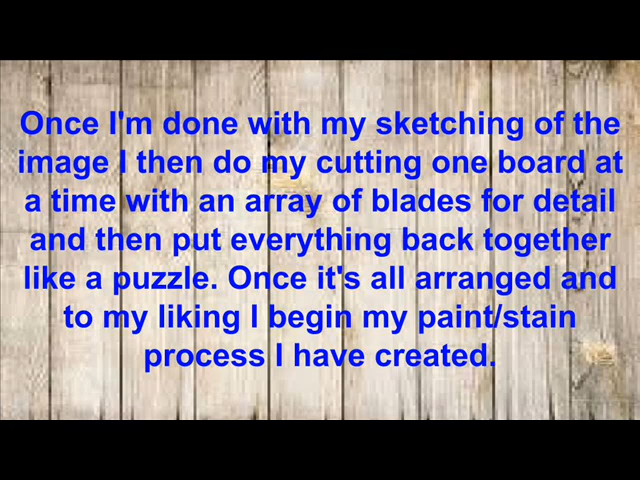 Once I'm done with my sketching of the
image I then do my cutting one board at
a time with an array of blades for detail
and then put everything back together
like a puzzle. Once it's all arranged and
to my liking I begin my paint/stain
process I have created.